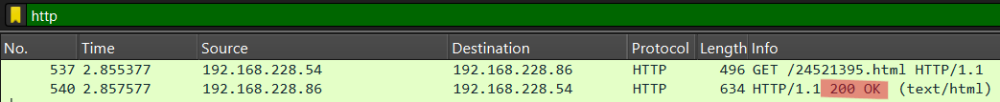 http
No. Time Source Destination Protocol Length Info
537 2.855377 192.168.228.54 192.168.228.86 HTTP 496 GET /24521395.html HTTP/1.1
540 2.857577 192.168.228.86 192.168.228.54 HTTP 634 HTTP/1.1 200 OK (text/html)